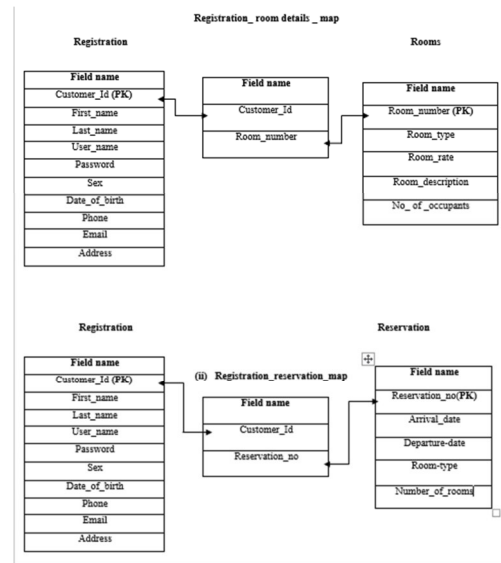 Registration_ room details _ map
Registration
Rooms
Field name
Customer_Id (PK)
First_name
Last_name
User_name
Password
Sex
Date_of_birth
Phone
Email
Address
Field name
Customer_Id
Room_number
Field name
Room_number (PK)
Room_type
Room_rate
Room_description
No_ of _occupants
Registration
Reservation
Field name
Customer_Id (PK)
First_name
Last_name
User_name
Password
Sex
Date_of_birth
Phone
Email
Address
(ii) Registration_reservation_map
Field name
Customer_Id
Reservation_no
Field name
Reservation_no(PK)
Arrival_date
Departure-date
Room-type
Number_of_rooms